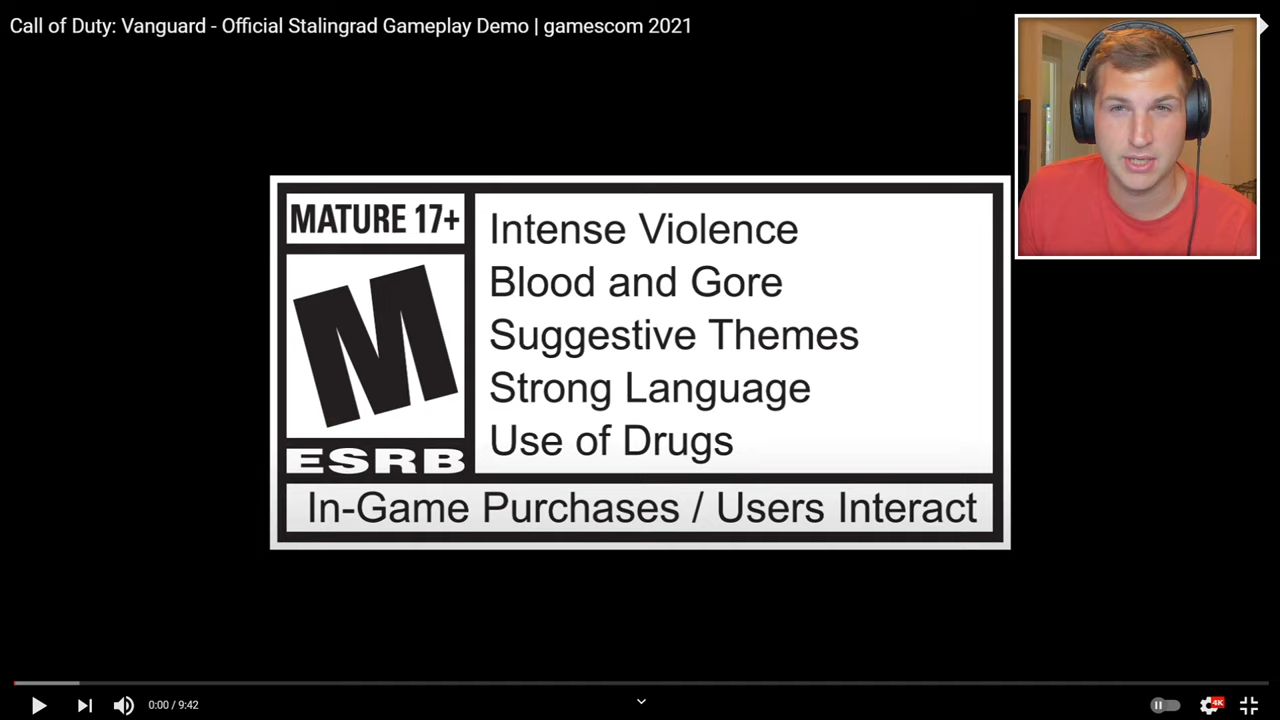 Call of Duty: Vanguard - Official Stalingrad Gameplay Demo | gamescom 2021
MATURE 17+
M
ESRB
Intense Violence
Blood and Gore
Suggestive Themes
Strong Language
Use of Drugs
In-Game Purchases / Users Interact
0:00 / 9:42
4K